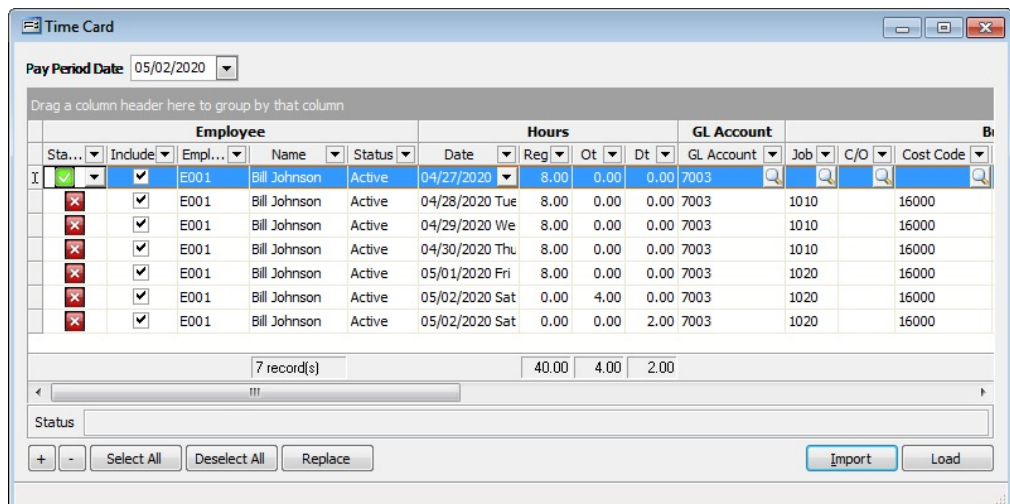 Time Card
Pay Period Date 05/02/2020
Drag a column header here to group by that column
Employee Hours GL Account
Sta... Include Empl... Name Status Date Reg Ot Dt GL Account Job C/O Cost Code
E001 Bill Johnson Active 04/27/2020 8.00 0.00 0.00 7003
E001 Bill Johnson Active 04/28/2020 Tue 8.00 0.00 0.00 7003 1010 16000
E001 Bill Johnson Active 04/29/2020 We 8.00 0.00 0.00 7003 1010 16000
E001 Bill Johnson Active 04/30/2020 Thu 8.00 0.00 0.00 7003 1010 16000
E001 Bill Johnson Active 05/01/2020 Fri 8.00 0.00 0.00 7003 1020 16000
E001 Bill Johnson Active 05/02/2020 Sat 0.00 4.00 0.00 7003 1020 16000
E001 Bill Johnson Active 05/02/2020 Sat 0.00 0.00 2.00 7003 1020 16000
7 record(s) 40.00 4.00 2.00
Status
+ - Select All Deselect All Replace Import Load